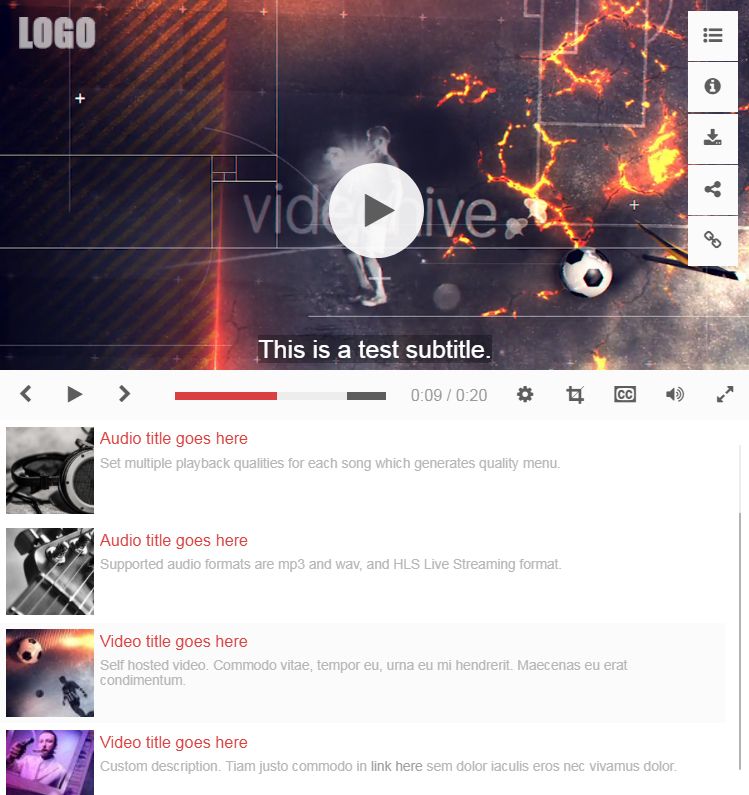 LOGO
videohive
This is a test subtitle.
0:09 / 0:20
CC
Audio title goes here
Set multiple playback qualities for each song which generates quality menu.
Audio title goes here
Supported audio formats are mp3 and wav, and HLS Live Streaming format.
Video title goes here
Self hosted video. Commodo vitae, tempor eu, urna eu mi hendrerit. Maecenas eu erat
condimentum.
Video title goes here
Custom description. Tiam justo commodo in link here sem dolor iaculis eros nec vivamus dolor.